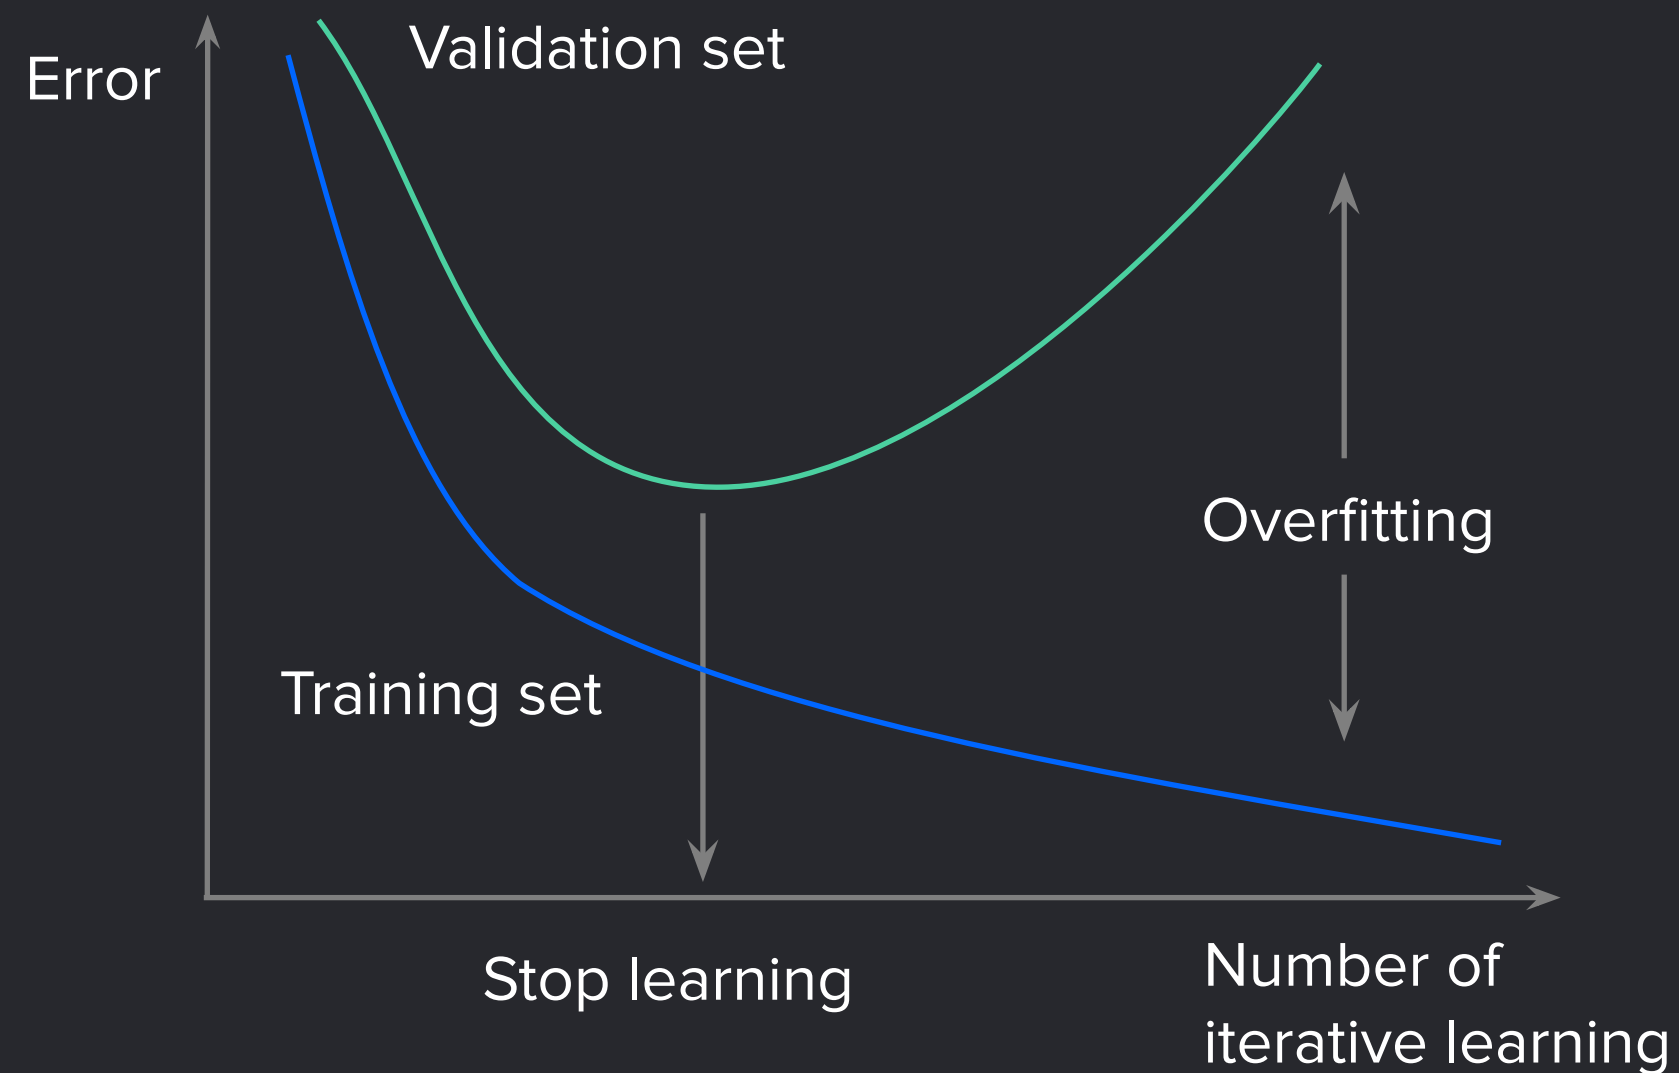 Validation set
Error
Overfitting
Training set
Stop learning
Number of
iterative learning